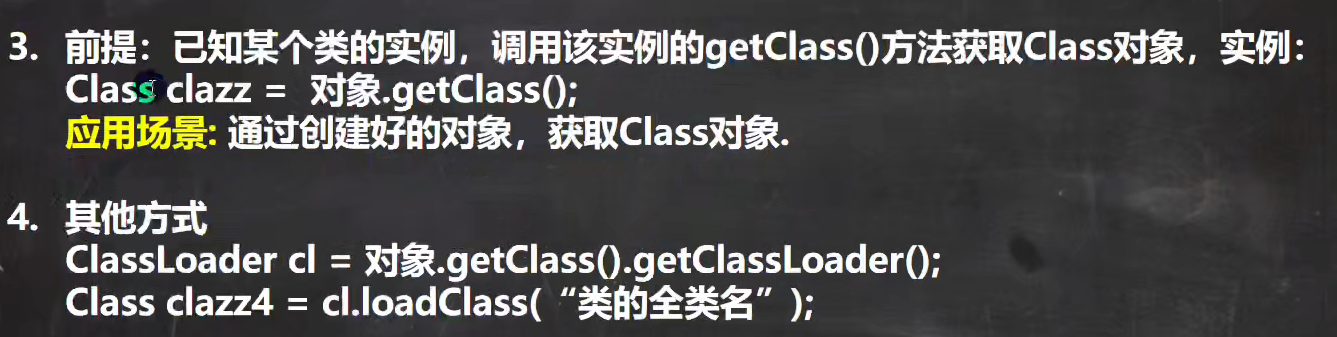 3. 前提：已知某个类的实例，调用该实例的getClass()方法获取Class对象，实例：
Class clazz = 对象.getClass();
应用场景: 通过创建好的对象，获取Class对象.
4. 其他方式
ClassLoader cl = 对象.getClass().getClassLoader();
Class clazz4 = cl.loadClass(“类的全类名”);